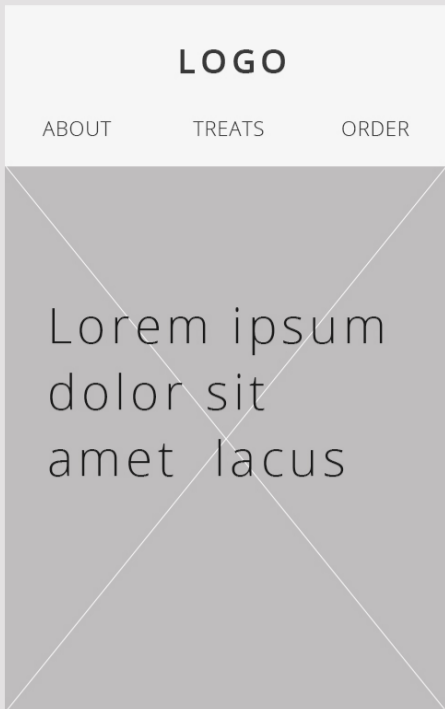 LOGO
ABOUT TREATS ORDER
Lorem ipsum
dolor sit
amet lacus